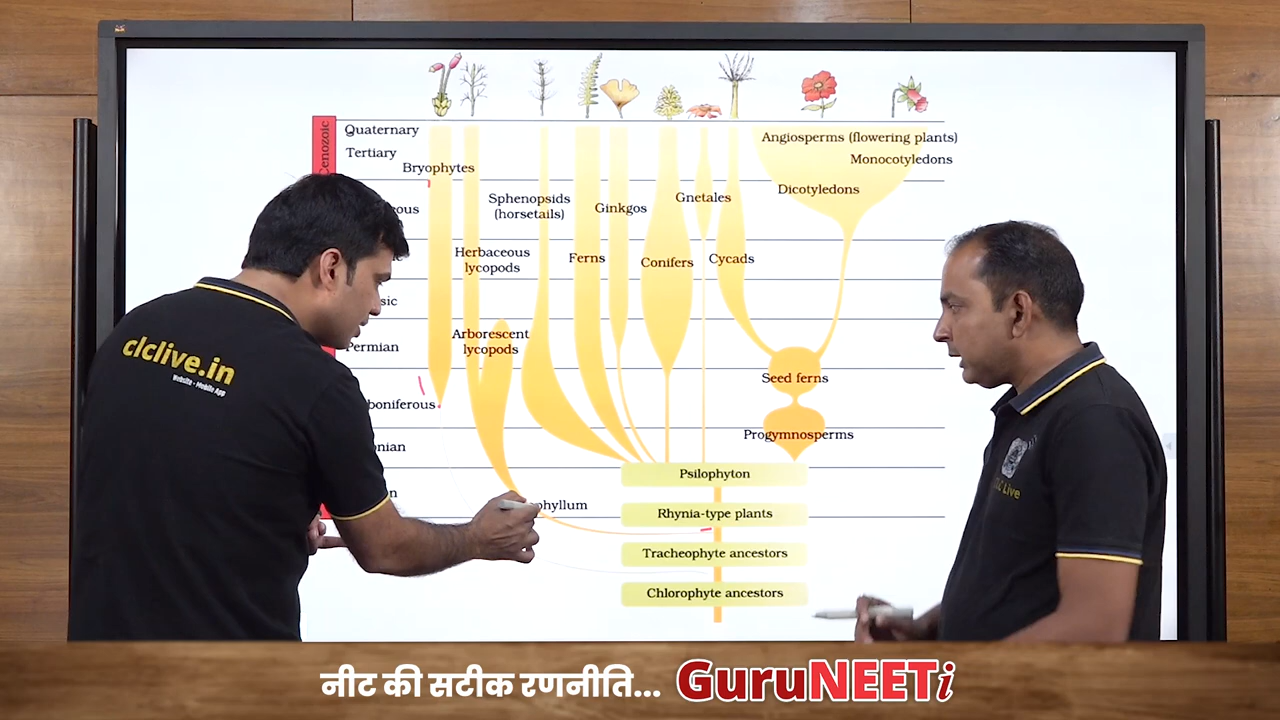 Cenozoic
Quaternary
Tertiary
Bryophytes
Angiosperms (flowering plants)
Monocotyledons
Dicotyledons
Sphenopsids
(horsetails)
Ginkgos
Gnetales
Herbaceous
lycopods
Ferns
Conifers
Cycads
Arborescent
lycopods
Permian
Seed ferns
Progymnosperms
Psilophyton
Rhynia-type plants
Tracheophyte ancestors
Chlorophyte ancestors
clclive.in
Website - Mobile App
CLC Live
नीट की सटीक रणनीति... GuruNEETi